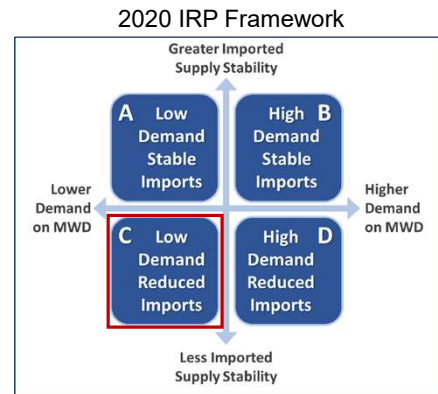 2020 IRP Framework
Greater Imported
Supply Stability
A Low
Demand
Stable
Imports
High B
Demand
Stable
Imports
Lower
Demand
on MWD
Higher
Demand
on MWD
C Low
Demand
Reduced
Imports
High D
Demand
Reduced
Imports
Less Imported
Supply Stability